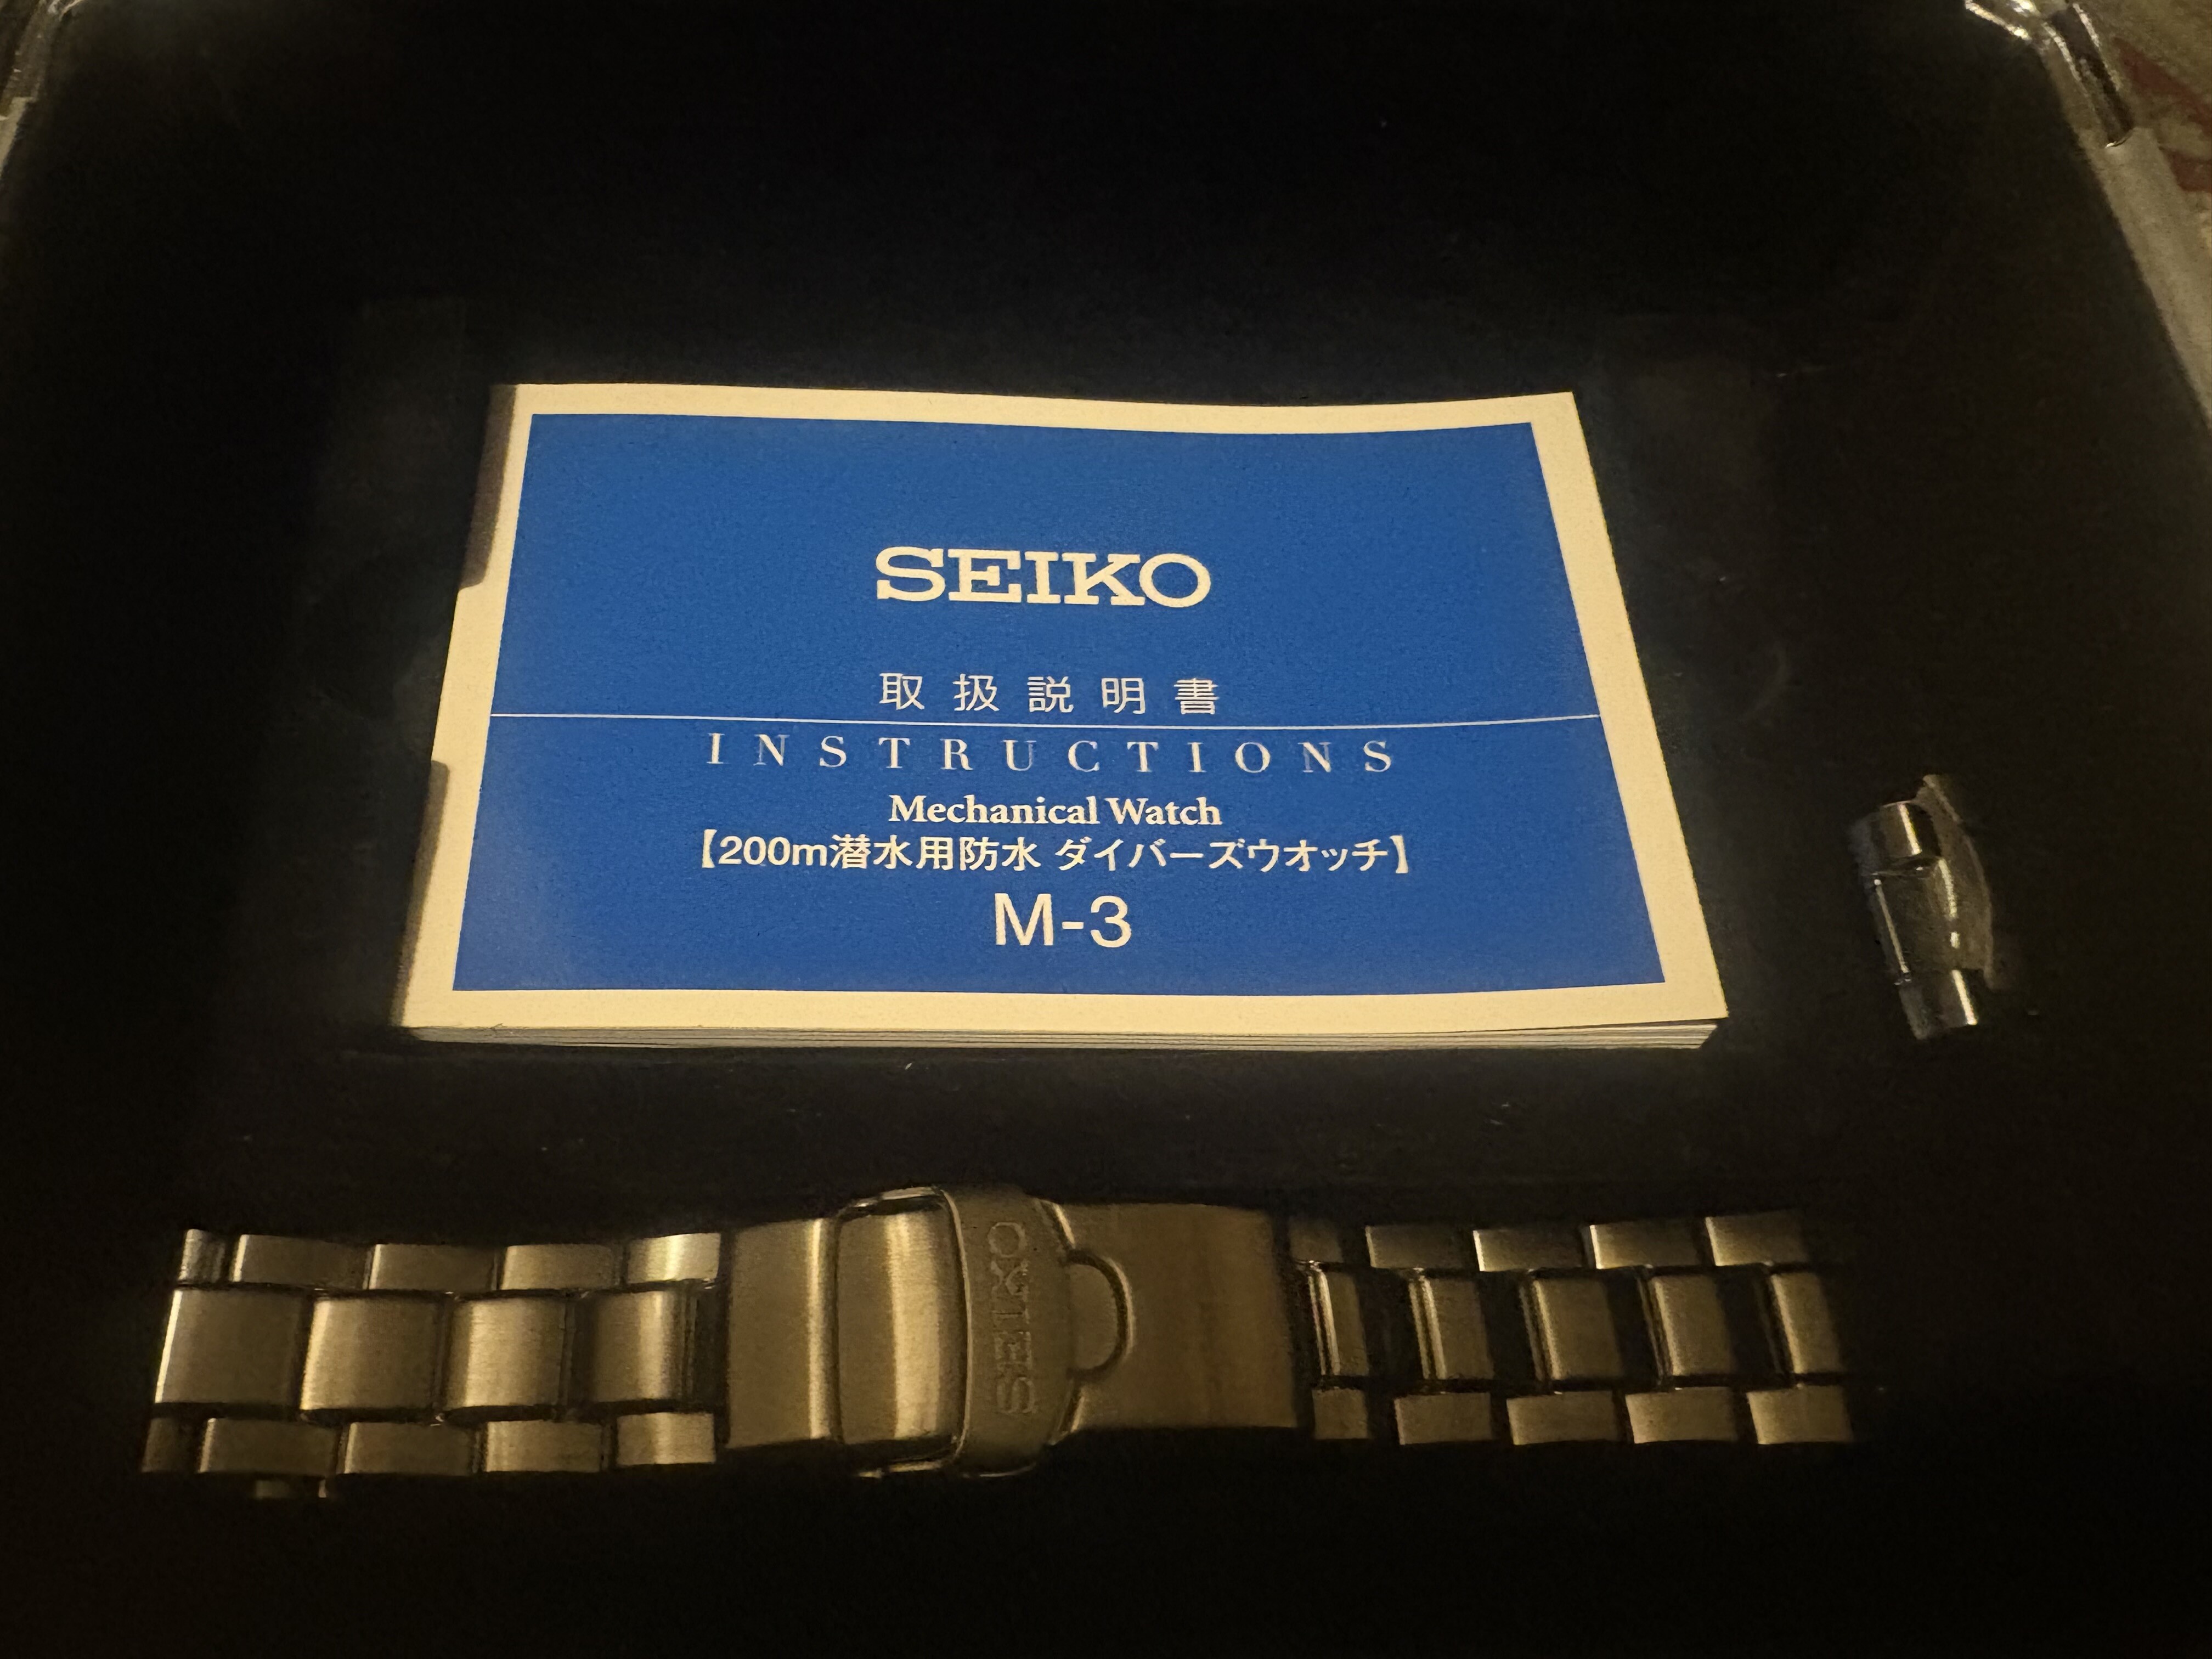 SEIKO
取扱説明書
INSTRUCTIONS
Mechanical Watch
【200m潜水用防水 ダイバーズウオッチ】
M-3
SEIKO